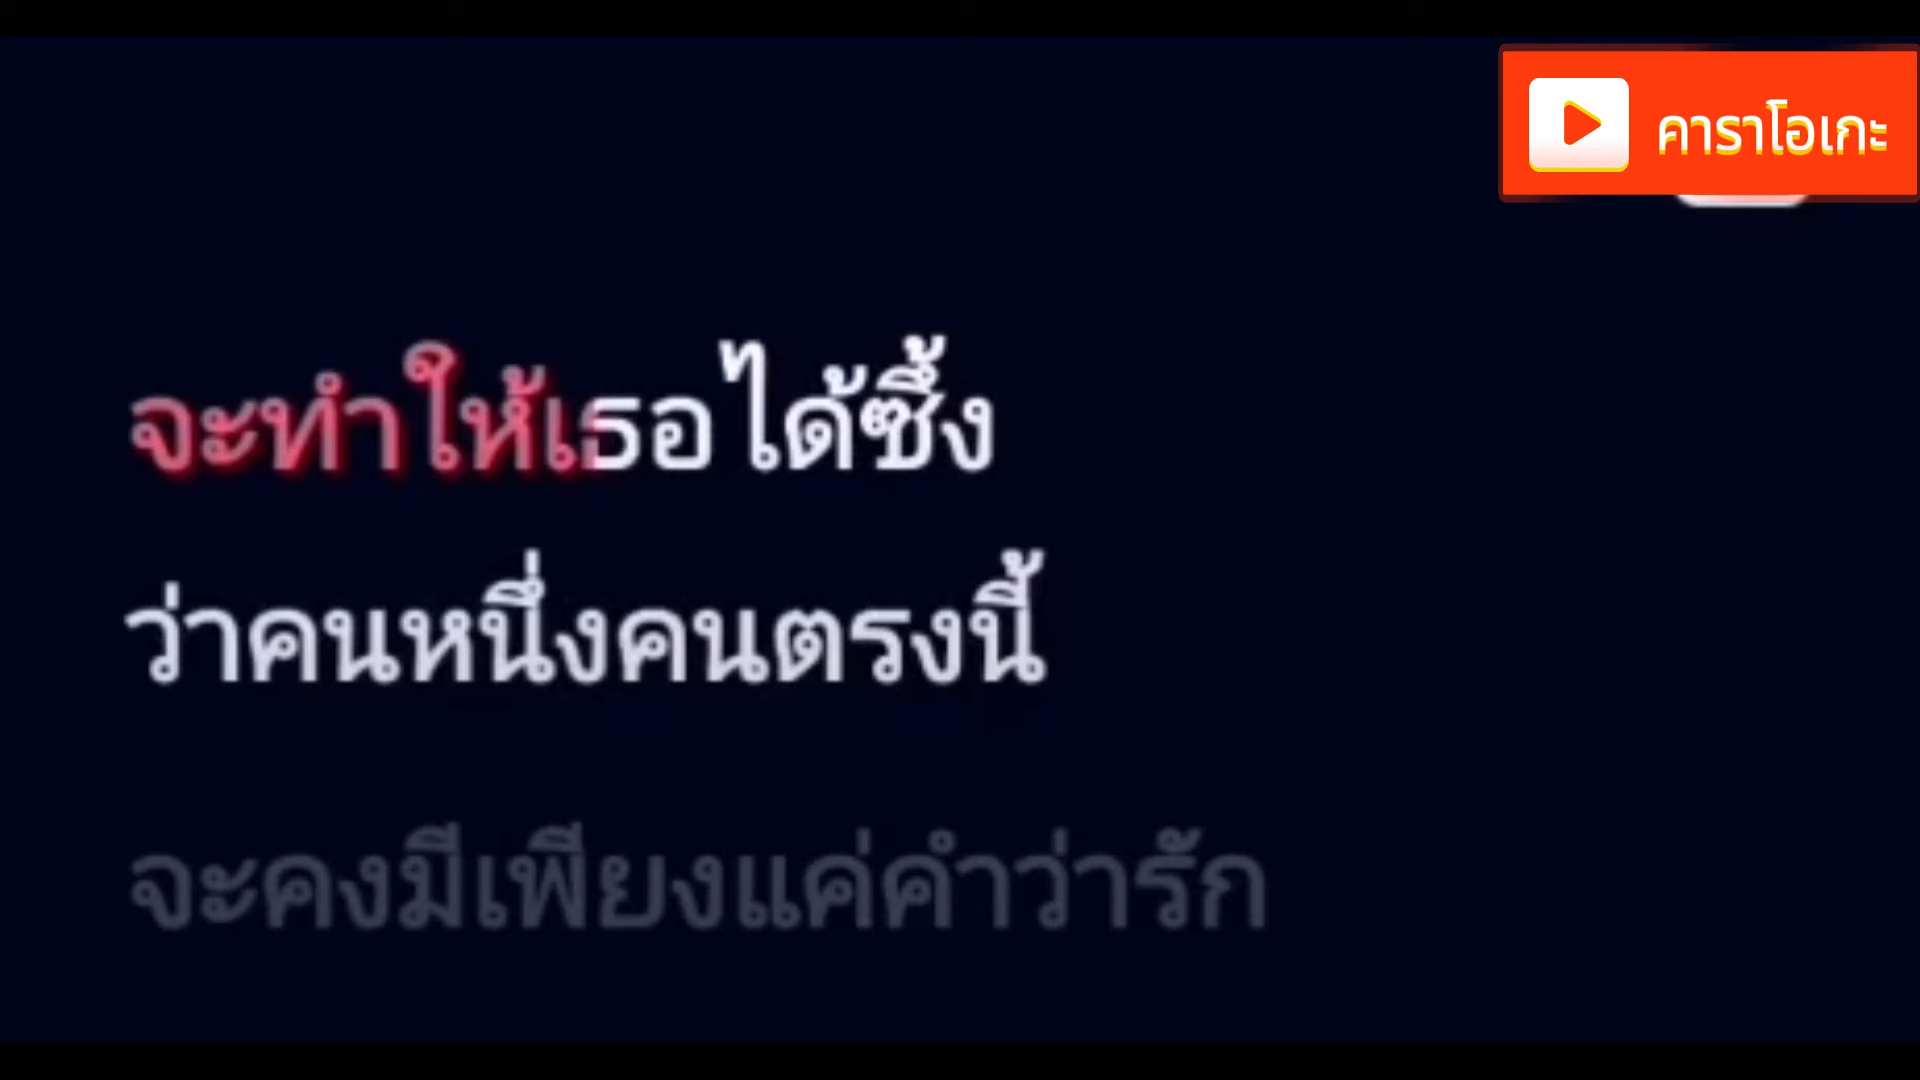 คาราโอเกะ
จะทำให้เธอได้ซึ้ง
ว่าคนหนึ่งคนตรงนี้
จะคงมีเพียงแค่คำว่ารัก